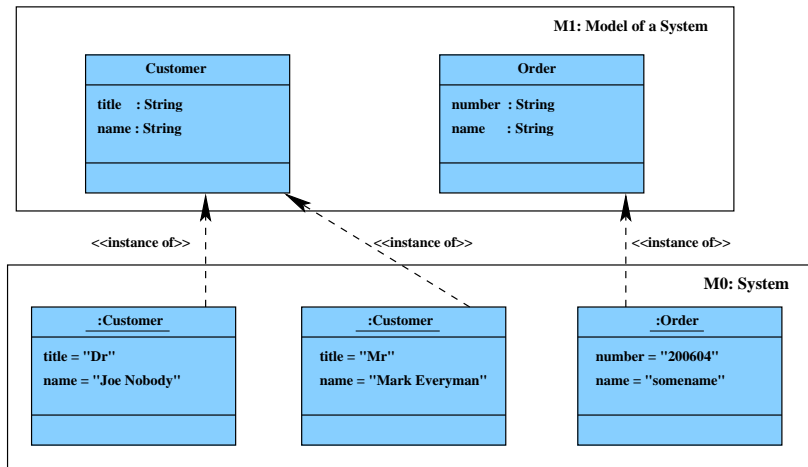 M1: Model of a System
Customer
title : String
name : String
Order
number : String
name : String
<<instance of>>
<<instance of>>
<<instance of>>
M0: System
:Customer
title = "Dr"
name = "Joe Nobody"
:Customer
title = "Mr"
name = "Mark Everyman"
:Order
number = "200604"
name = "somename"